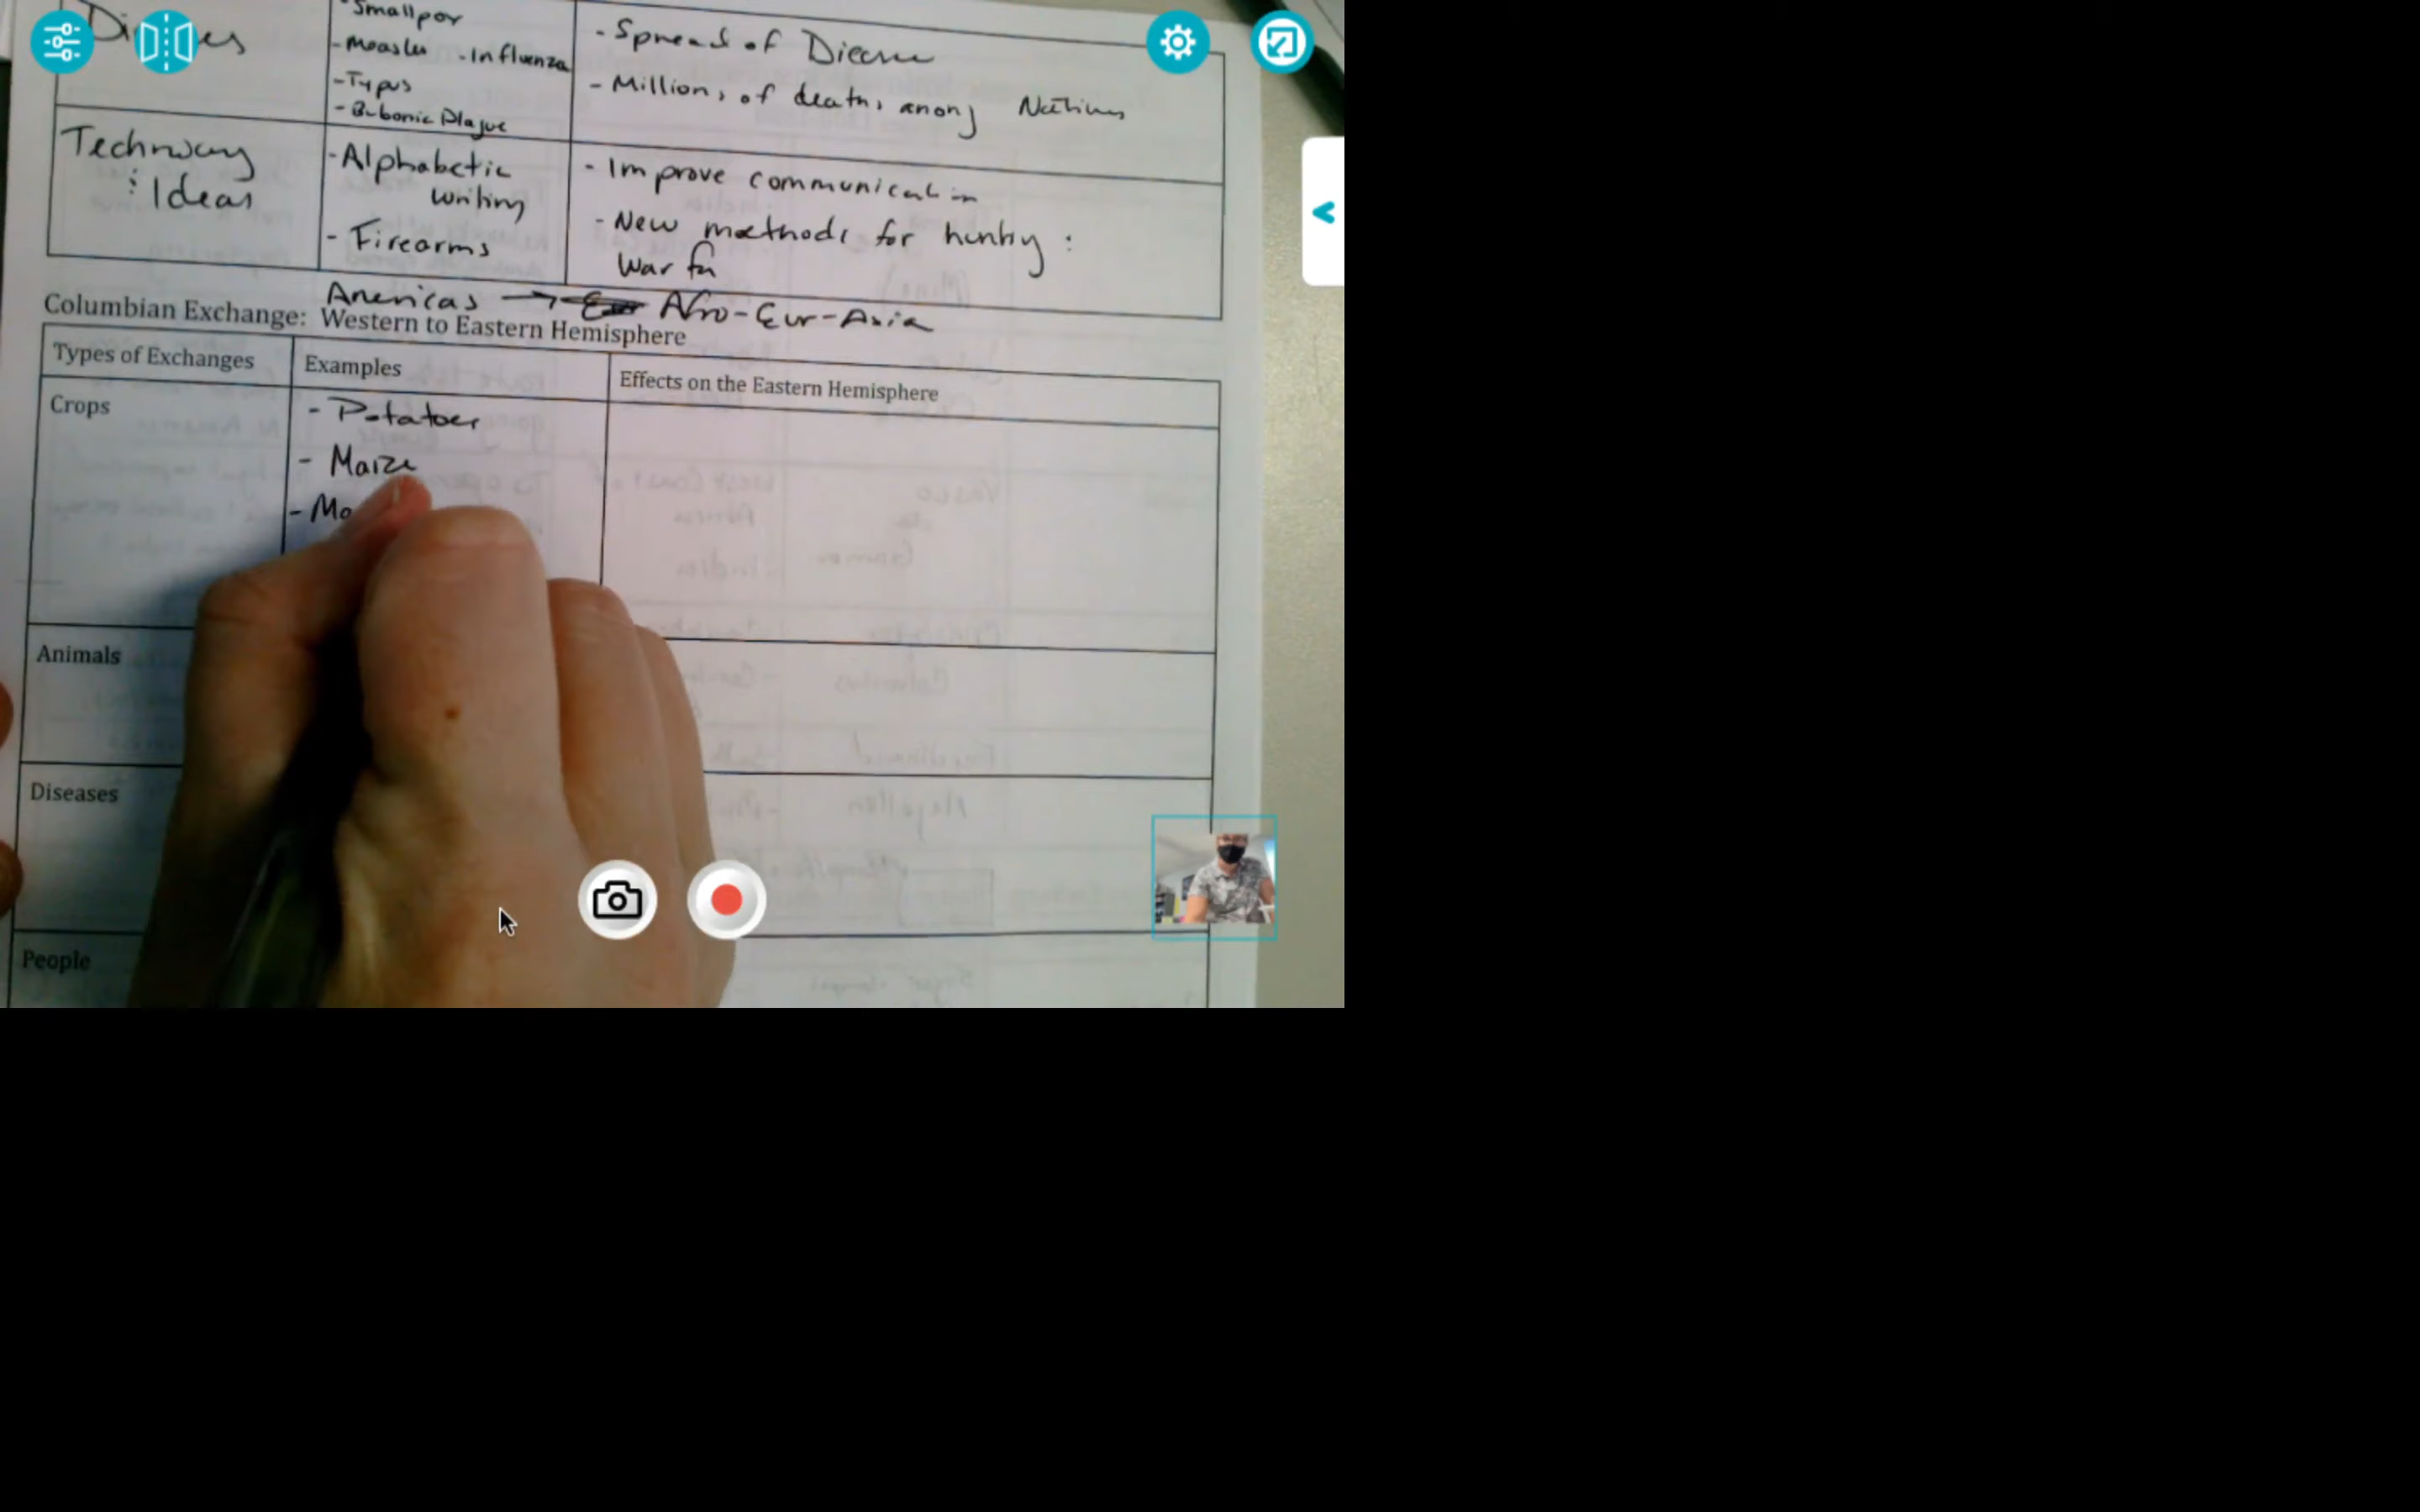 Smallpox
- Measles - Influenza
- Typus
- Bubonic Plague
- Spread of Disease
- Millions of deaths among Natives
Technology
: Ideas
- Alphabetic
writing
- Firearms
- Improve communication
- New methods for hunting :
War
Americas → Afro-Eur-Asia
Columbian Exchange: Western to Eastern Hemisphere
Types of Exchanges
Examples
Effects on the Eastern Hemisphere
Crops
- Potatoes
- Maize
- Mo
Animals
Diseases
People